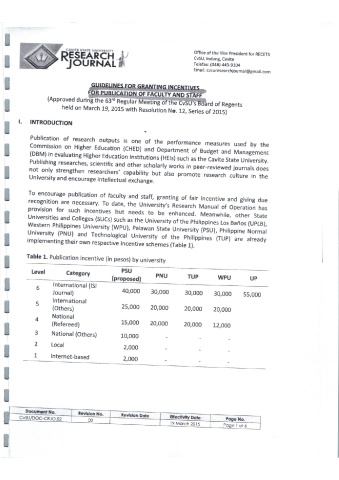 CAVITE STATE UNIVERSITY
RESEARCH
JOURNAL
Office of the Vice President for RECETS
CvSU Indang, Cavite
Telefax: (046) 445-9104
Email: cvsuresearchjournal@gmail.com
GUIDELINES FOR GRANTING INCENTIVES
FOR PUBLICATION OF FACULTY AND STAFF
(Approved during the 63rd Regular Meeting of the CvSU's Board of Regents
held on March 19, 2015 with Resolution No. 12, Series of 2015)
I. INTRODUCTION
Publication of research outputs is one of the performance measures used by the
Commission on Higher Education (CHED) and Department of Budget and Management
(DBM) in evaluating Higher Education Institutions (HEIs) such as the Cavite State University.
Publishing researches, scientific and other scholarly works in peer-reviewed journals does
not only strengthen researchers' capability but also promote research culture in the
University and encourage intellectual exchange.
To encourage publication of faculty and staff, granting of fair incentive and giving due
recognition are necessary. To date, the University's Research Manual of Operation has
provision for such incentives but needs to be enhanced. Meanwhile, other State
Universities and Colleges (SUCs) such as the University of the Philippines Los Baños (UPLB),
Western Philippines University (WPU), Palawan State University (PSU), Philippine Normal
University (PNU) and Technological University of the Philippines (TUP) are already
implementing their own respective incentive schemes (Table 1).
Table 1. Publication incentive (in pesos) by university
Level Category PSU (proposed) PNU TUP WPU UP
6 International (ISI Journal) 40,000 30,000 30,000 30,000 55,000
5 International (Others) 25,000 20,000 20,000 20,000
4 National (Refereed) 15,000 20,000 20,000 12,000
3 National (Others) 10,000 - - -
2 Local 2,000 - - -
1 Internet-based 2,000 - - -
Document No. Revision No. Revision Date Effectivity Date Page No.
00 19 March 2015 Page 1 of 6